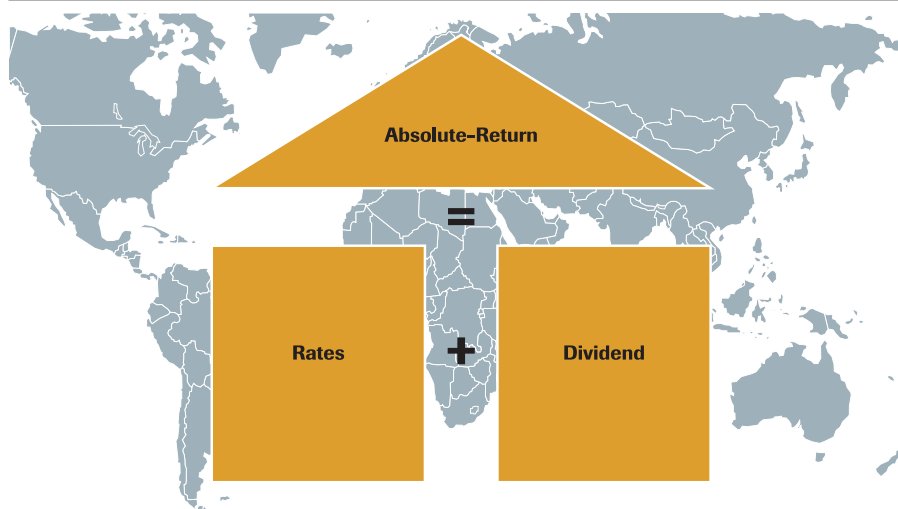 Absolute-Return
=
Rates + Dividend